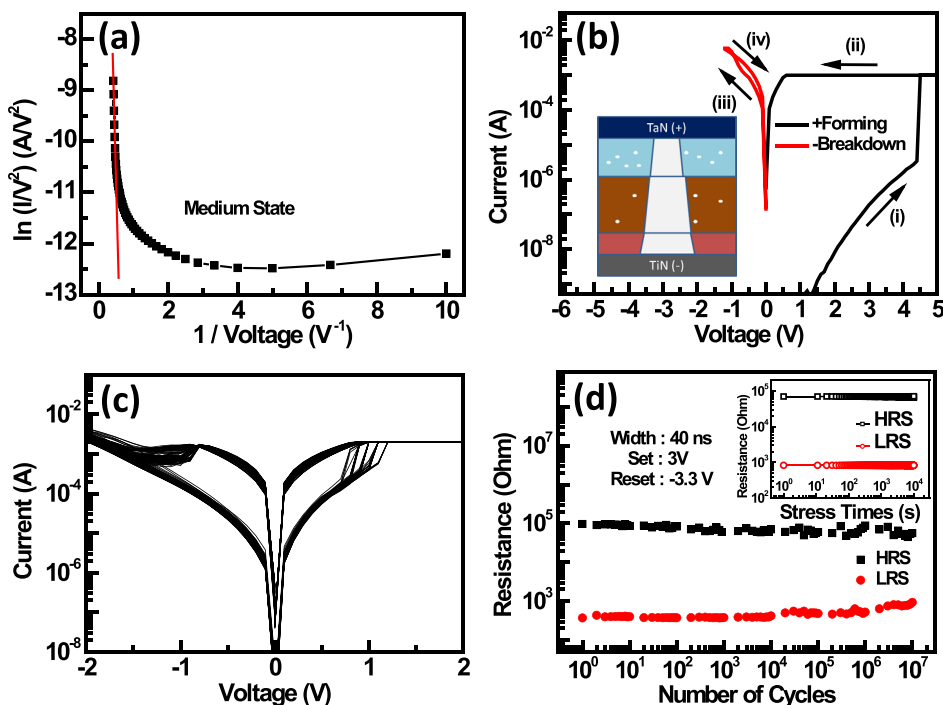 (a)
-8
-9
-10
-11
-12
-13
ln (I/V²) (A/V²)
Medium State
0 2 4 6 8 10
1 / Voltage (V⁻¹)
(b)
10⁻²
10⁻⁴
10⁻⁶
10⁻⁸
Current (A)
(iv)
(ii)
(iii)
(i)
+Forming
-Breakdown
TaN (+)
TiN (-)
-6 -5 -4 -3 -2 -1 0 1 2 3 4 5
Voltage (V)
(c)
10⁻²
10⁻⁴
10⁻⁶
10⁻⁸
Current (A)
-2 -1 0 1 2
Voltage (V)
(d)
10⁷
10⁵
10³
Resistance (Ohm)
Width : 40 ns
Set : 3V
Reset : -3.3 V
10⁵
10⁴
10³
10²
Resistance (Ohm)
HRS
LRS
10⁰ 10¹ 10² 10³ 10⁴
Stress Times (s)
HRS
LRS
10⁰ 10¹ 10² 10³ 10⁴ 10⁵ 10⁶ 10⁷
Number of Cycles